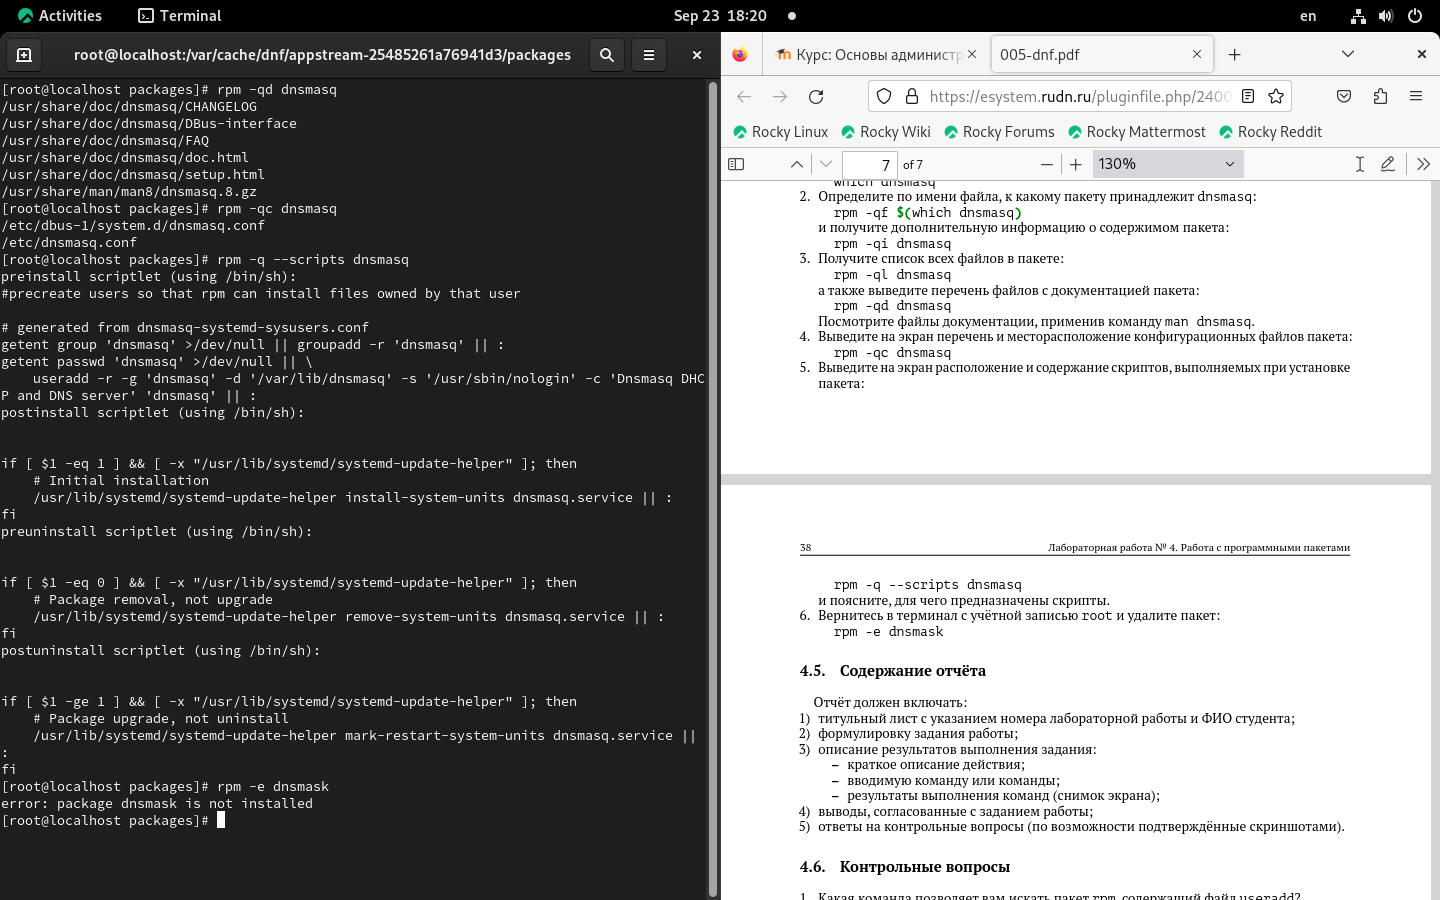 Activities Terminal Sep 23 18:20 en
root@localhost:/var/cache/dnf/appstream-25485261a76941d3/packages
[root@localhost packages]# rpm -qd dnsmasq
/usr/share/doc/dnsmasq/CHANGELOG
/usr/share/doc/dnsmasq/DBus-interface
/usr/share/doc/dnsmasq/FAQ
/usr/share/doc/dnsmasq/doc.html
/usr/share/doc/dnsmasq/setup.html
/usr/share/man/man8/dnsmasq.8.gz
[root@localhost packages]# rpm -qc dnsmasq
/etc/dbus-1/system.d/dnsmasq.conf
/etc/dnsmasq.conf
[root@localhost packages]# rpm -q --scripts dnsmasq
preinstall scriptlet (using /bin/sh):
#precreate users so that rpm can install files owned by that user
# generated from dnsmasq-systemd-sysusers.conf
getent group 'dnsmasq' >/dev/null || groupadd -r 'dnsmasq' || :
getent passwd 'dnsmasq' >/dev/null || \
    useradd -r -g 'dnsmasq' -d '/var/lib/dnsmasq' -s '/usr/sbin/nologin' -c 'Dnsmasq DHC
P and DNS server' 'dnsmasq' || :
postinstall scriptlet (using /bin/sh):
if [ $1 -eq 1 ] && [ -x "/usr/lib/systemd/systemd-update-helper" ]; then
    # Initial installation
    /usr/lib/systemd/systemd-update-helper install-system-units dnsmasq.service || :
fi
preuninstall scriptlet (using /bin/sh):
if [ $1 -eq 0 ] && [ -x "/usr/lib/systemd/systemd-update-helper" ]; then
    # Package removal, not upgrade
    /usr/lib/systemd/systemd-update-helper remove-system-units dnsmasq.service || :
fi
postuninstall scriptlet (using /bin/sh):
if [ $1 -ge 1 ] && [ -x "/usr/lib/systemd/systemd-update-helper" ]; then
    # Package upgrade, not uninstall
    /usr/lib/systemd/systemd-update-helper mark-restart-system-units dnsmasq.service ||
:
fi
[root@localhost packages]# rpm -e dnsmask
error: package dnsmask is not installed
[root@localhost packages]#
Курс: Основы администр 005-dnf.pdf
https://esystem.rudn.ru/pluginfile.php/2400
Rocky Linux Rocky Wiki Rocky Forums Rocky Mattermost Rocky Reddit
7 of 7 130%
which dnsmasq
2. Определите по имени файла, к какому пакету принадлежит dnsmasq:
rpm -qf $(which dnsmasq)
и получите дополнительную информацию о содержимом пакета:
rpm -qi dnsmasq
3. Получите список всех файлов в пакете:
rpm -ql dnsmasq
а также выведите перечень файлов с документацией пакета:
rpm -qd dnsmasq
Посмотрите файлы документации, применив команду man dnsmasq.
4. Выведите на экран перечень и месторасположение конфигурационных файлов пакета:
rpm -qc dnsmasq
5. Выведите на экран расположение и содержание скриптов, выполняемых при установке
пакета:
38 Лабораторная работа № 4. Работа с программными пакетами
rpm -q --scripts dnsmasq
и поясните, для чего предназначены скрипты.
6. Вернитесь в терминал с учётной записью root и удалите пакет:
rpm -e dnsmask
4.5. Содержание отчёта
Отчёт должен включать:
1) титульный лист с указанием номера лабораторной работы и ФИО студента;
2) формулировку задания работы;
3) описание результатов выполнения задания:
– краткое описание действия;
– вводимую команду или команды;
– результаты выполнения команд (снимок экрана);
4) выводы, согласованные с заданием работы;
5) ответы на контрольные вопросы (по возможности подтверждённые скриншотами).
4.6. Контрольные вопросы
1. Какая команда позволяет вам искать пакет rpm, содержащий файл useradd?